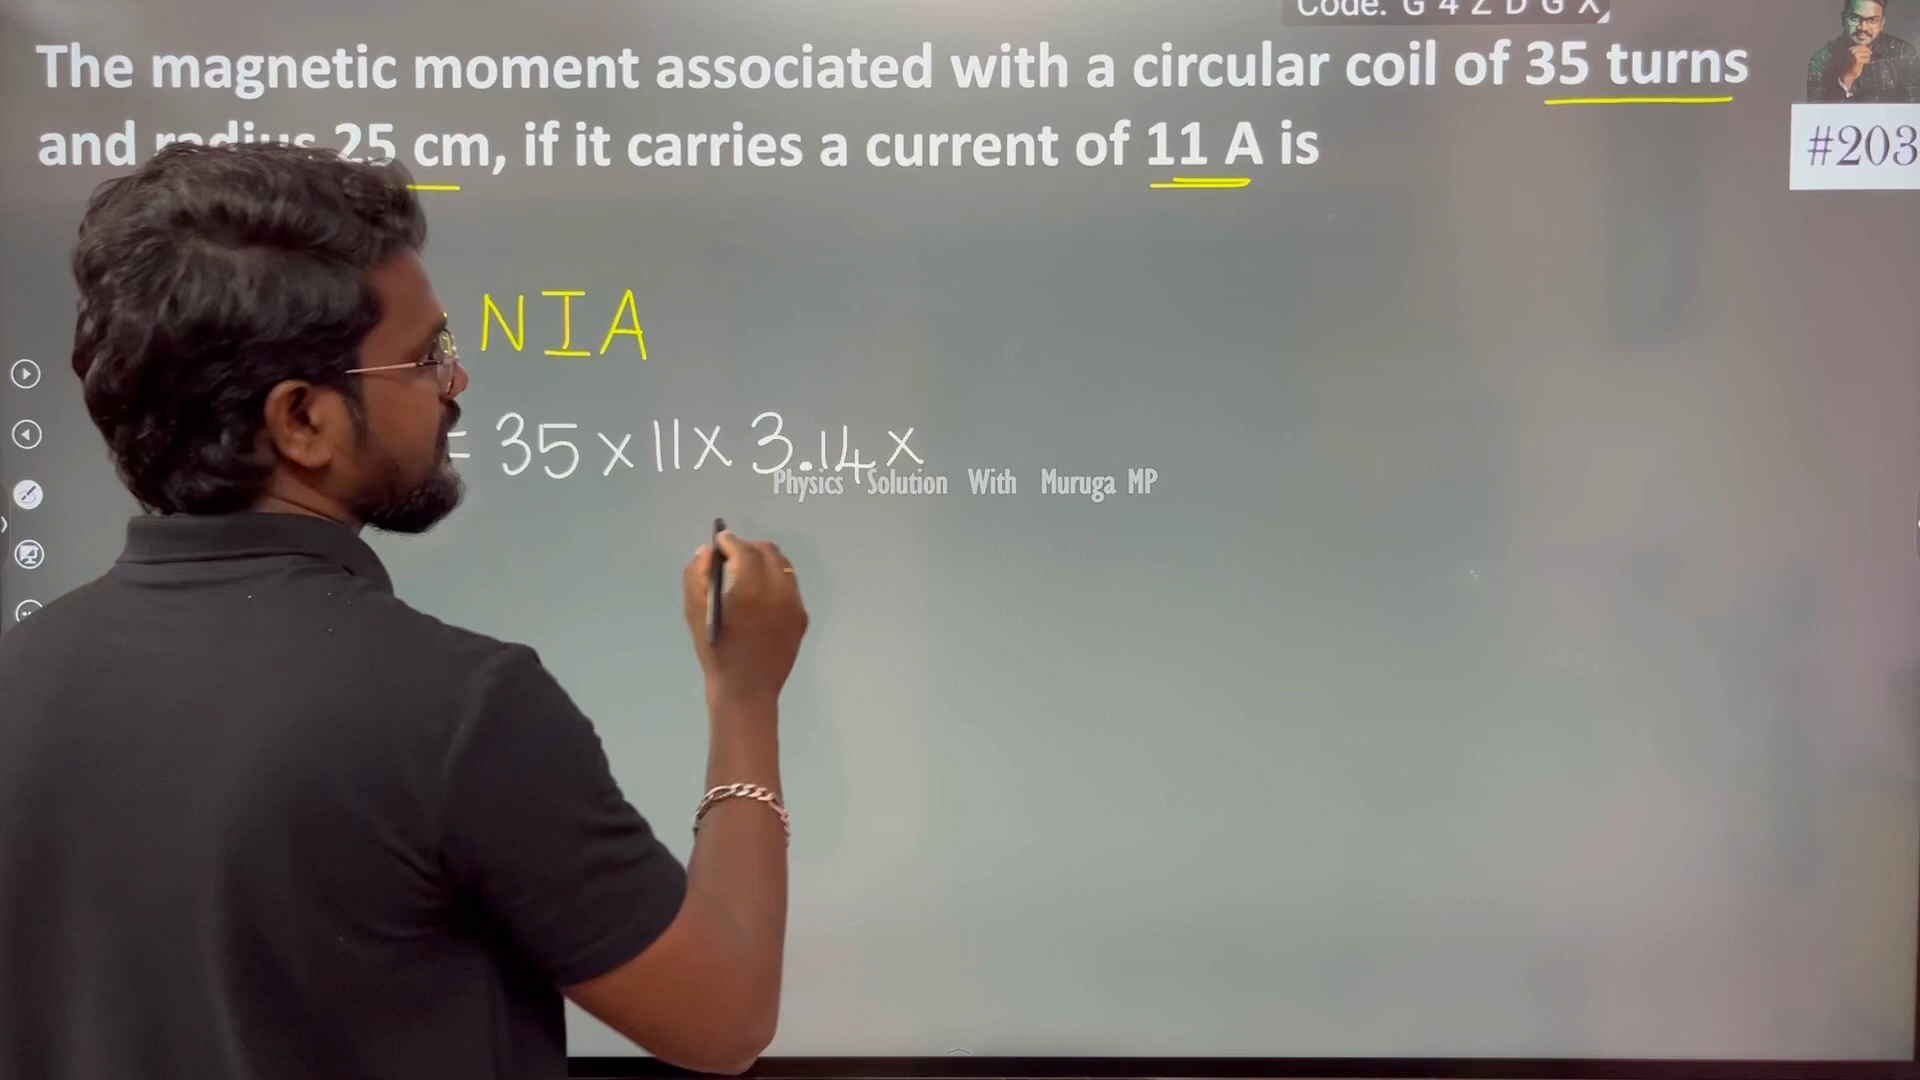 Code: G 4 Z D G X
The magnetic moment associated with a circular coil of 35 turns
and radius 25 cm, if it carries a current of 11 A is
#203
NIA
= 35 x 11 x 3.14 x
Physics Solution With Muruga MP